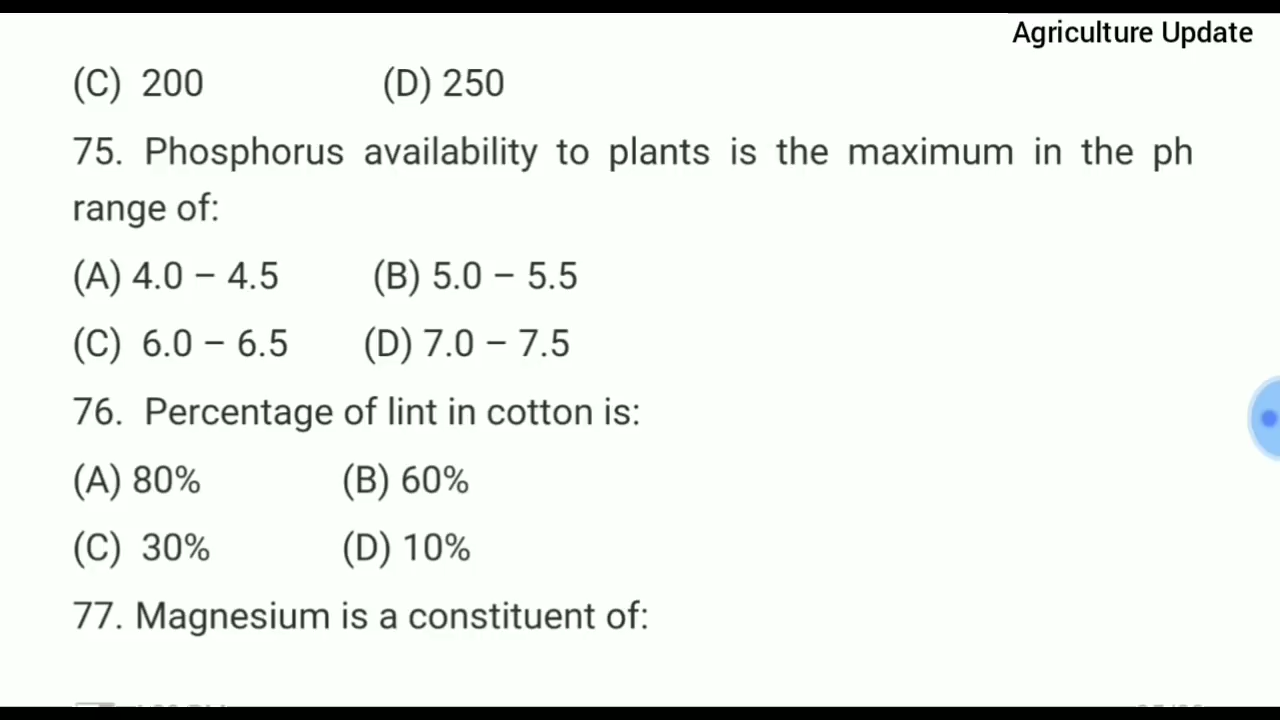 Agriculture Update
(C) 200 (D) 250
75. Phosphorus availability to plants is the maximum in the ph
range of:
(A) 4.0 – 4.5 (B) 5.0 – 5.5
(C) 6.0 – 6.5 (D) 7.0 – 7.5
76. Percentage of lint in cotton is:
(A) 80% (B) 60%
(C) 30% (D) 10%
77. Magnesium is a constituent of: